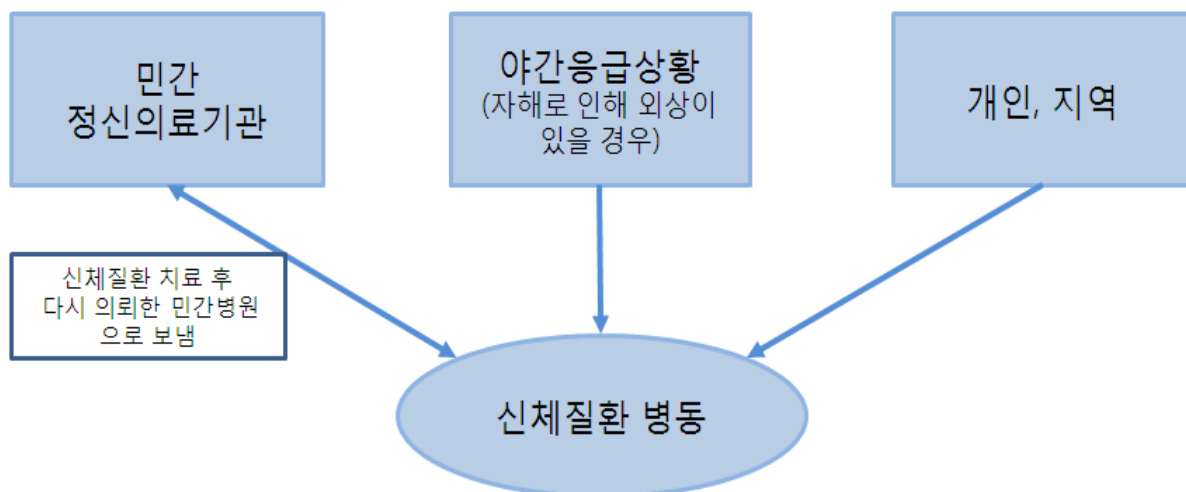 민간
정신의료기관
야간응급상황
(자해로 인해 외상이
있을 경우)
개인, 지역
신체질환 치료 후
다시 의뢰한 민간병원
으로 보냄
신체질환 병동